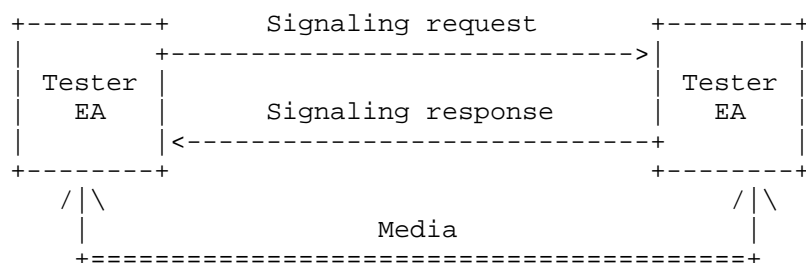 Signaling request
Tester Tester
EA EA
Signaling response
Media